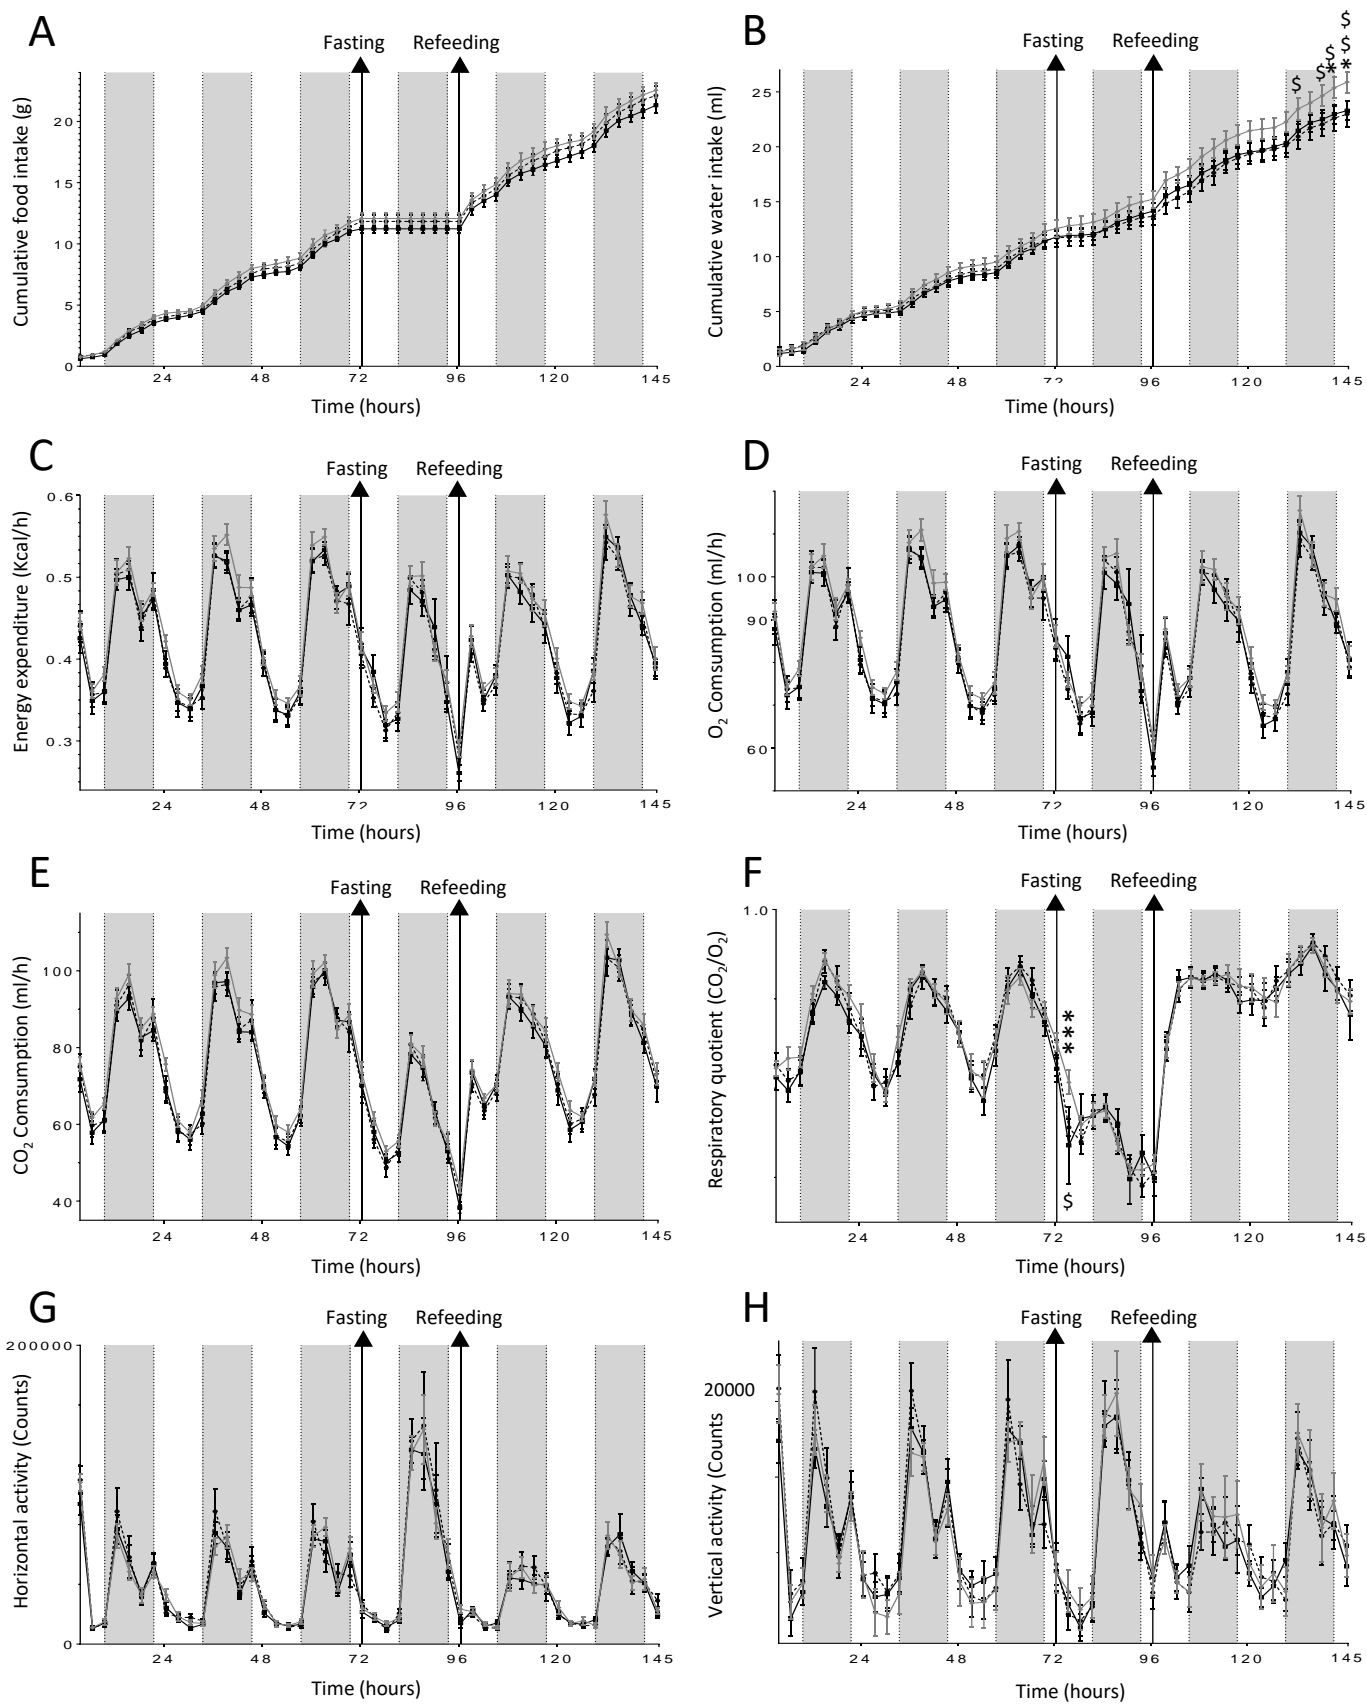 A
Fasting
Refeeding
Cumulative food intake (g)
20
15
10
5
0
24
48
72
96
120
145
Time (hours)
B
Fasting
Refeeding
$
$
$ $ $ * *
Cumulative water intake (ml)
25
20
15
10
5
0
24
48
72
96
120
145
Time (hours)
C
Fasting
Refeeding
Energy expenditure (Kcal/h)
0.6
0.5
0.4
0.3
24
48
72
96
120
145
Time (hours)
D
Fasting
Refeeding
O2 Comsumption (ml/h)
100
90
60
24
48
72
96
120
145
Time (hours)
E
Fasting
Refeeding
CO2 Comsumption (ml/h)
100
80
60
40
24
48
72
96
120
145
Time (hours)
F
Fasting
Refeeding
Respiratory quotient (CO2/O2)
1.0
***
$
24
48
72
96
120
145
Time (hours)
G
Fasting
Refeeding
Horizontal activity (Counts)
200000
0
24
48
72
96
120
145
Time (hours)
H
Fasting
Refeeding
Vertical activity (Counts
20000
24
48
72
96
120
145
Time (hours)